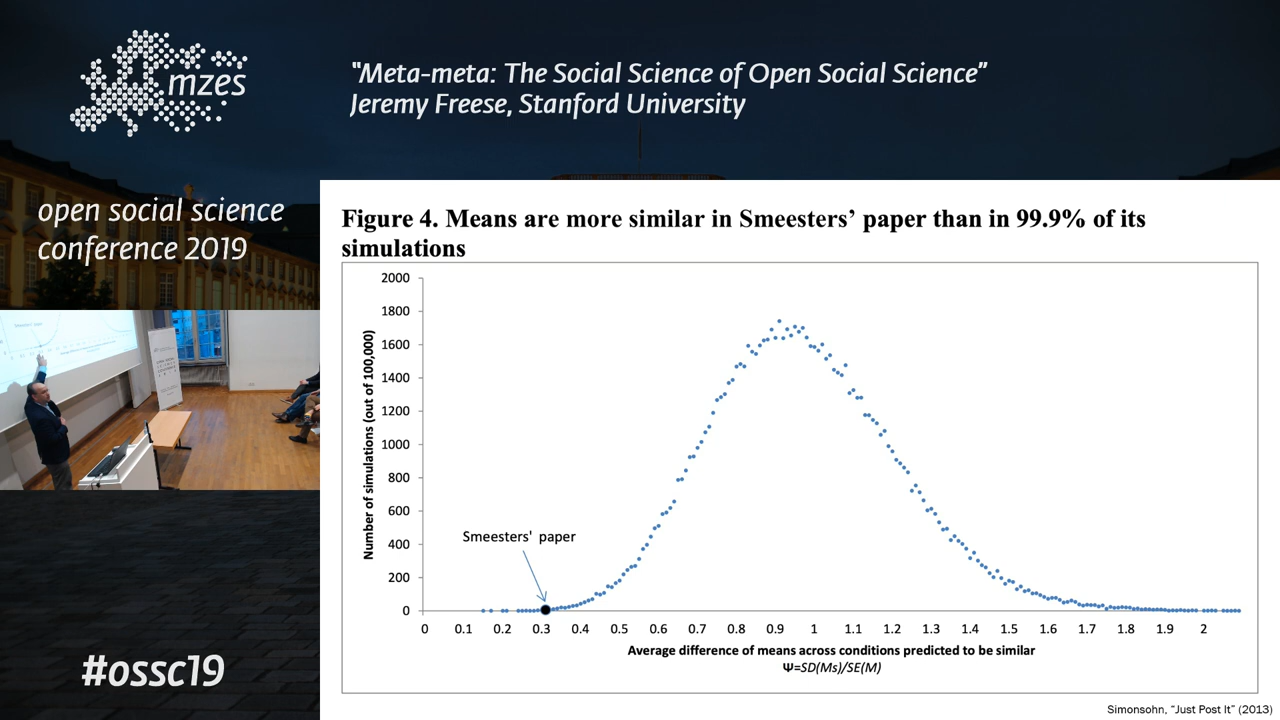 mzes
"Meta-meta: The Social Science of Open Social Science"
Jeremy Freese, Stanford University
open social science
conference 2019
#ossc19
Figure 4. Means are more similar in Smeesters' paper than in 99.9% of its
simulations
Number of simulations (out of 100,000)
2000
1800
1600
1400
1200
1000
800
600
400
200
0
Smeesters' paper
0 0.1 0.2 0.3 0.4 0.5 0.6 0.7 0.8 0.9 1 1.1 1.2 1.3 1.4 1.5 1.6 1.7 1.8 1.9 2
Average difference of means across conditions predicted to be similar
Ψ=SD(Ms)/SE(M)
Simonsohn, "Just Post It" (2013)